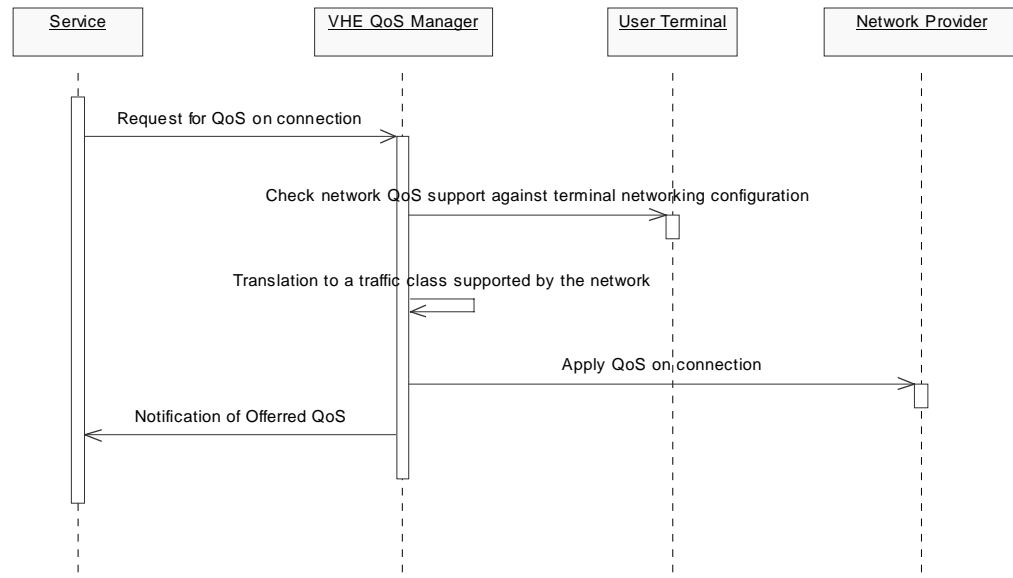 Service
VHE QoS Manager
User Terminal
Network Provider
Request for QoS on connection
Check network QoS support against terminal networking configuration
Translation to a traffic class supported by the network
Apply QoS on connection
Notification of Offerred QoS